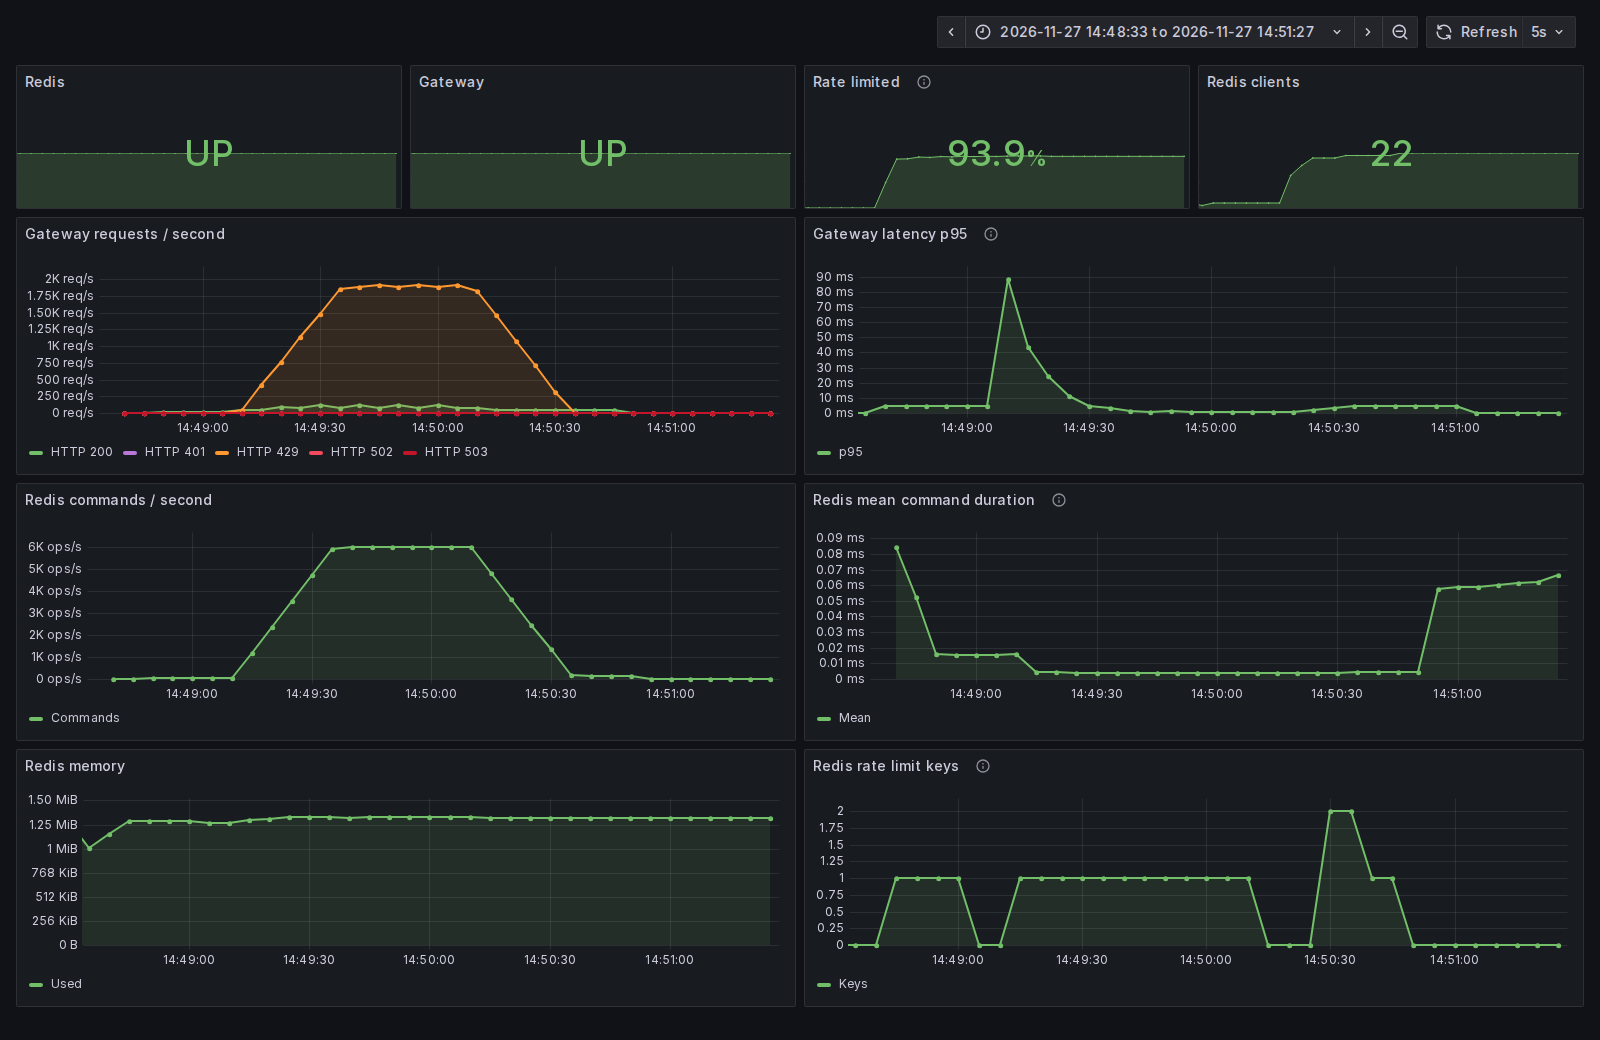 2026-11-27 14:48:33 to 2026-11-27 14:51:27
Refresh
5s
Redis
UP
Gateway
UP
Rate limited
93.9%
Redis clients
22
Gateway requests / second
2K req/s
1.75K req/s
1.50K req/s
1.25K req/s
1K req/s
750 req/s
500 req/s
250 req/s
0 req/s
14:49:00 14:49:30 14:50:00 14:50:30 14:51:00
HTTP 200 HTTP 401 HTTP 429 HTTP 502 HTTP 503
Gateway latency p95
90 ms
80 ms
70 ms
60 ms
50 ms
40 ms
30 ms
20 ms
10 ms
0 ms
14:49:00 14:49:30 14:50:00 14:50:30 14:51:00
p95
Redis commands / second
6K ops/s
5K ops/s
4K ops/s
3K ops/s
2K ops/s
1K ops/s
0 ops/s
14:49:00 14:49:30 14:50:00 14:50:30 14:51:00
Commands
Redis mean command duration
0.09 ms
0.08 ms
0.07 ms
0.06 ms
0.05 ms
0.04 ms
0.03 ms
0.02 ms
0.01 ms
0 ms
14:49:00 14:49:30 14:50:00 14:50:30 14:51:00
Mean
Redis memory
1.50 MiB
1.25 MiB
1 MiB
768 KiB
512 KiB
256 KiB
0 B
14:49:00 14:49:30 14:50:00 14:50:30 14:51:00
Used
Redis rate limit keys
2
1.75
1.5
1.25
1
0.75
0.5
0.25
0
14:49:00 14:49:30 14:50:00 14:50:30 14:51:00
Keys